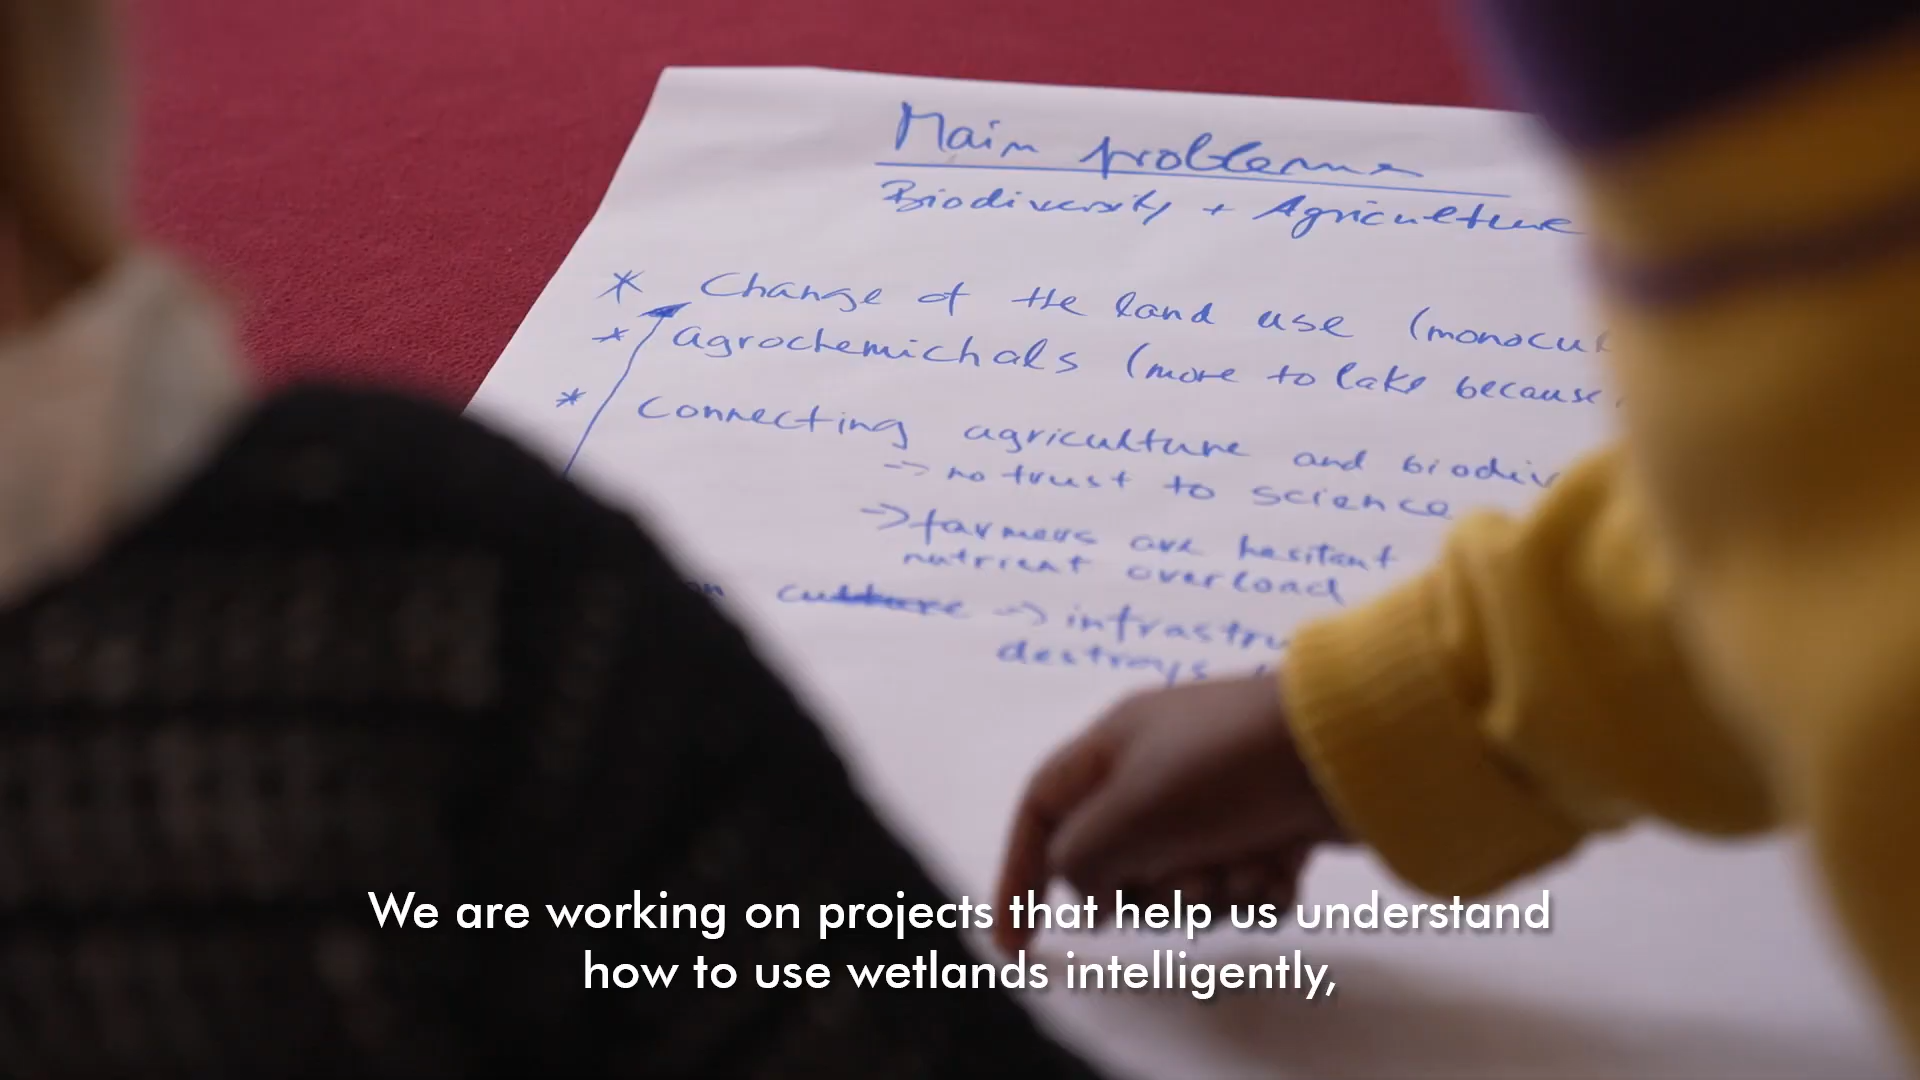 Main problems
Biodiversity + Agriculture
* Change of the land use (monocul
* agrochemichals (more to lake because
* Connecting agriculture and biodiv
-> no trust to science
-> farmers are hesitant
nutrient overload
culture -> infrastru
destroys
We are working on projects that help us understand
how to use wetlands intelligently,